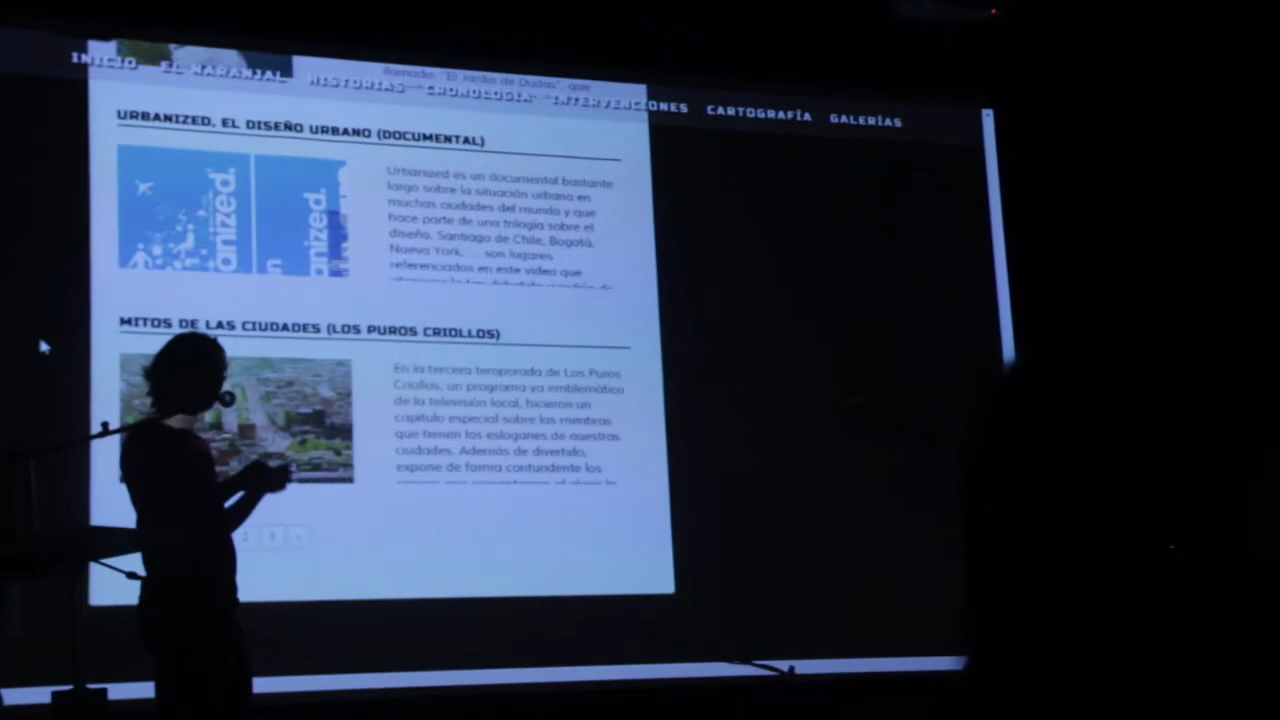 INICIO EL NARANJAL HISTORIAS CRONOLOGIA INTERVENCIONES CARTOGRAFÍA GALERÍAS
llamado: "El Jardín de Dudas", que
URBANIZED, EL DISEÑO URBANO (DOCUMENTAL)
anized.
anized.
n
Urbanized es un documental bastante
largo sobre la situación urbana en
muchas ciudades del mundo y que
hace parte de una trilogía sobre el
diseño. Santiago de Chile, Bogotá,
Nueva York, ... son lugares
referenciados en este video que
MITOS DE LAS CIUDADES (LOS PUROS CRIOLLOS)
En la tercera temporada de Los Puros
Criollos, un programa ya emblemático
de la televisión local, hicieron un
capítulo especial sobre las mentiras
que tienen los eslóganes de nuestras
ciudades. Además de divertido,
expone de forma contundente los
2 3